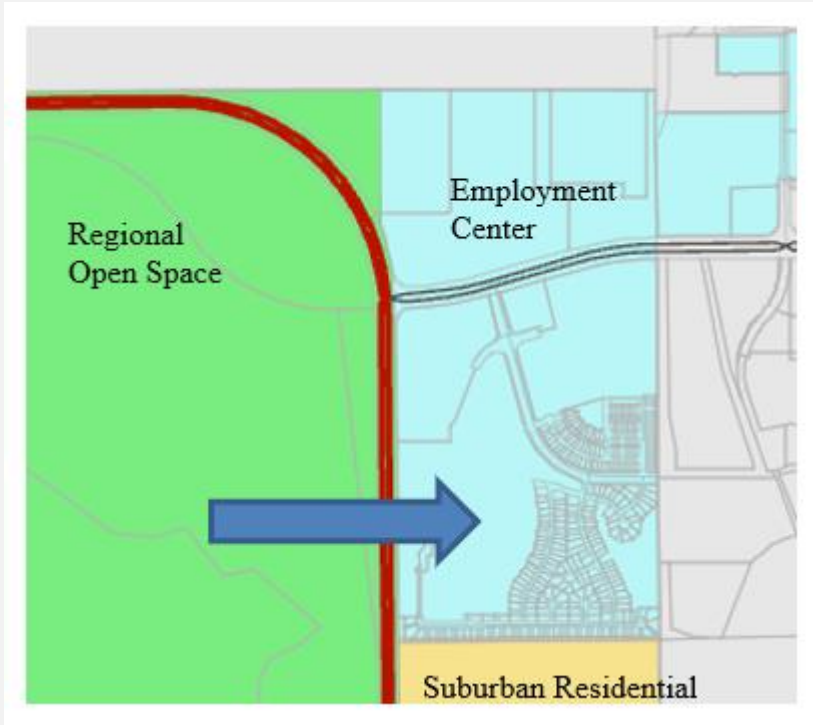 Employment
Center
Regional
Open Space
Suburban Residential